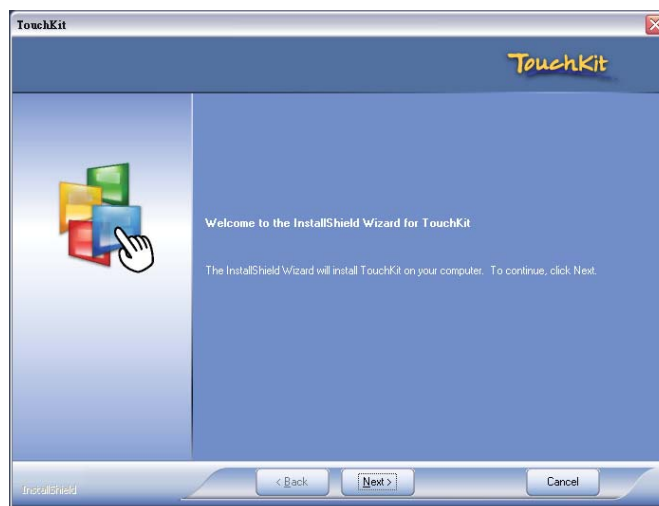 TouchKit
TouchKit
Welcome to the InstallShield Wizard for TouchKit
The InstallShield Wizard will install TouchKit on your computer. To continue, click Next.
InstallShield
< Back
Next >
Cancel